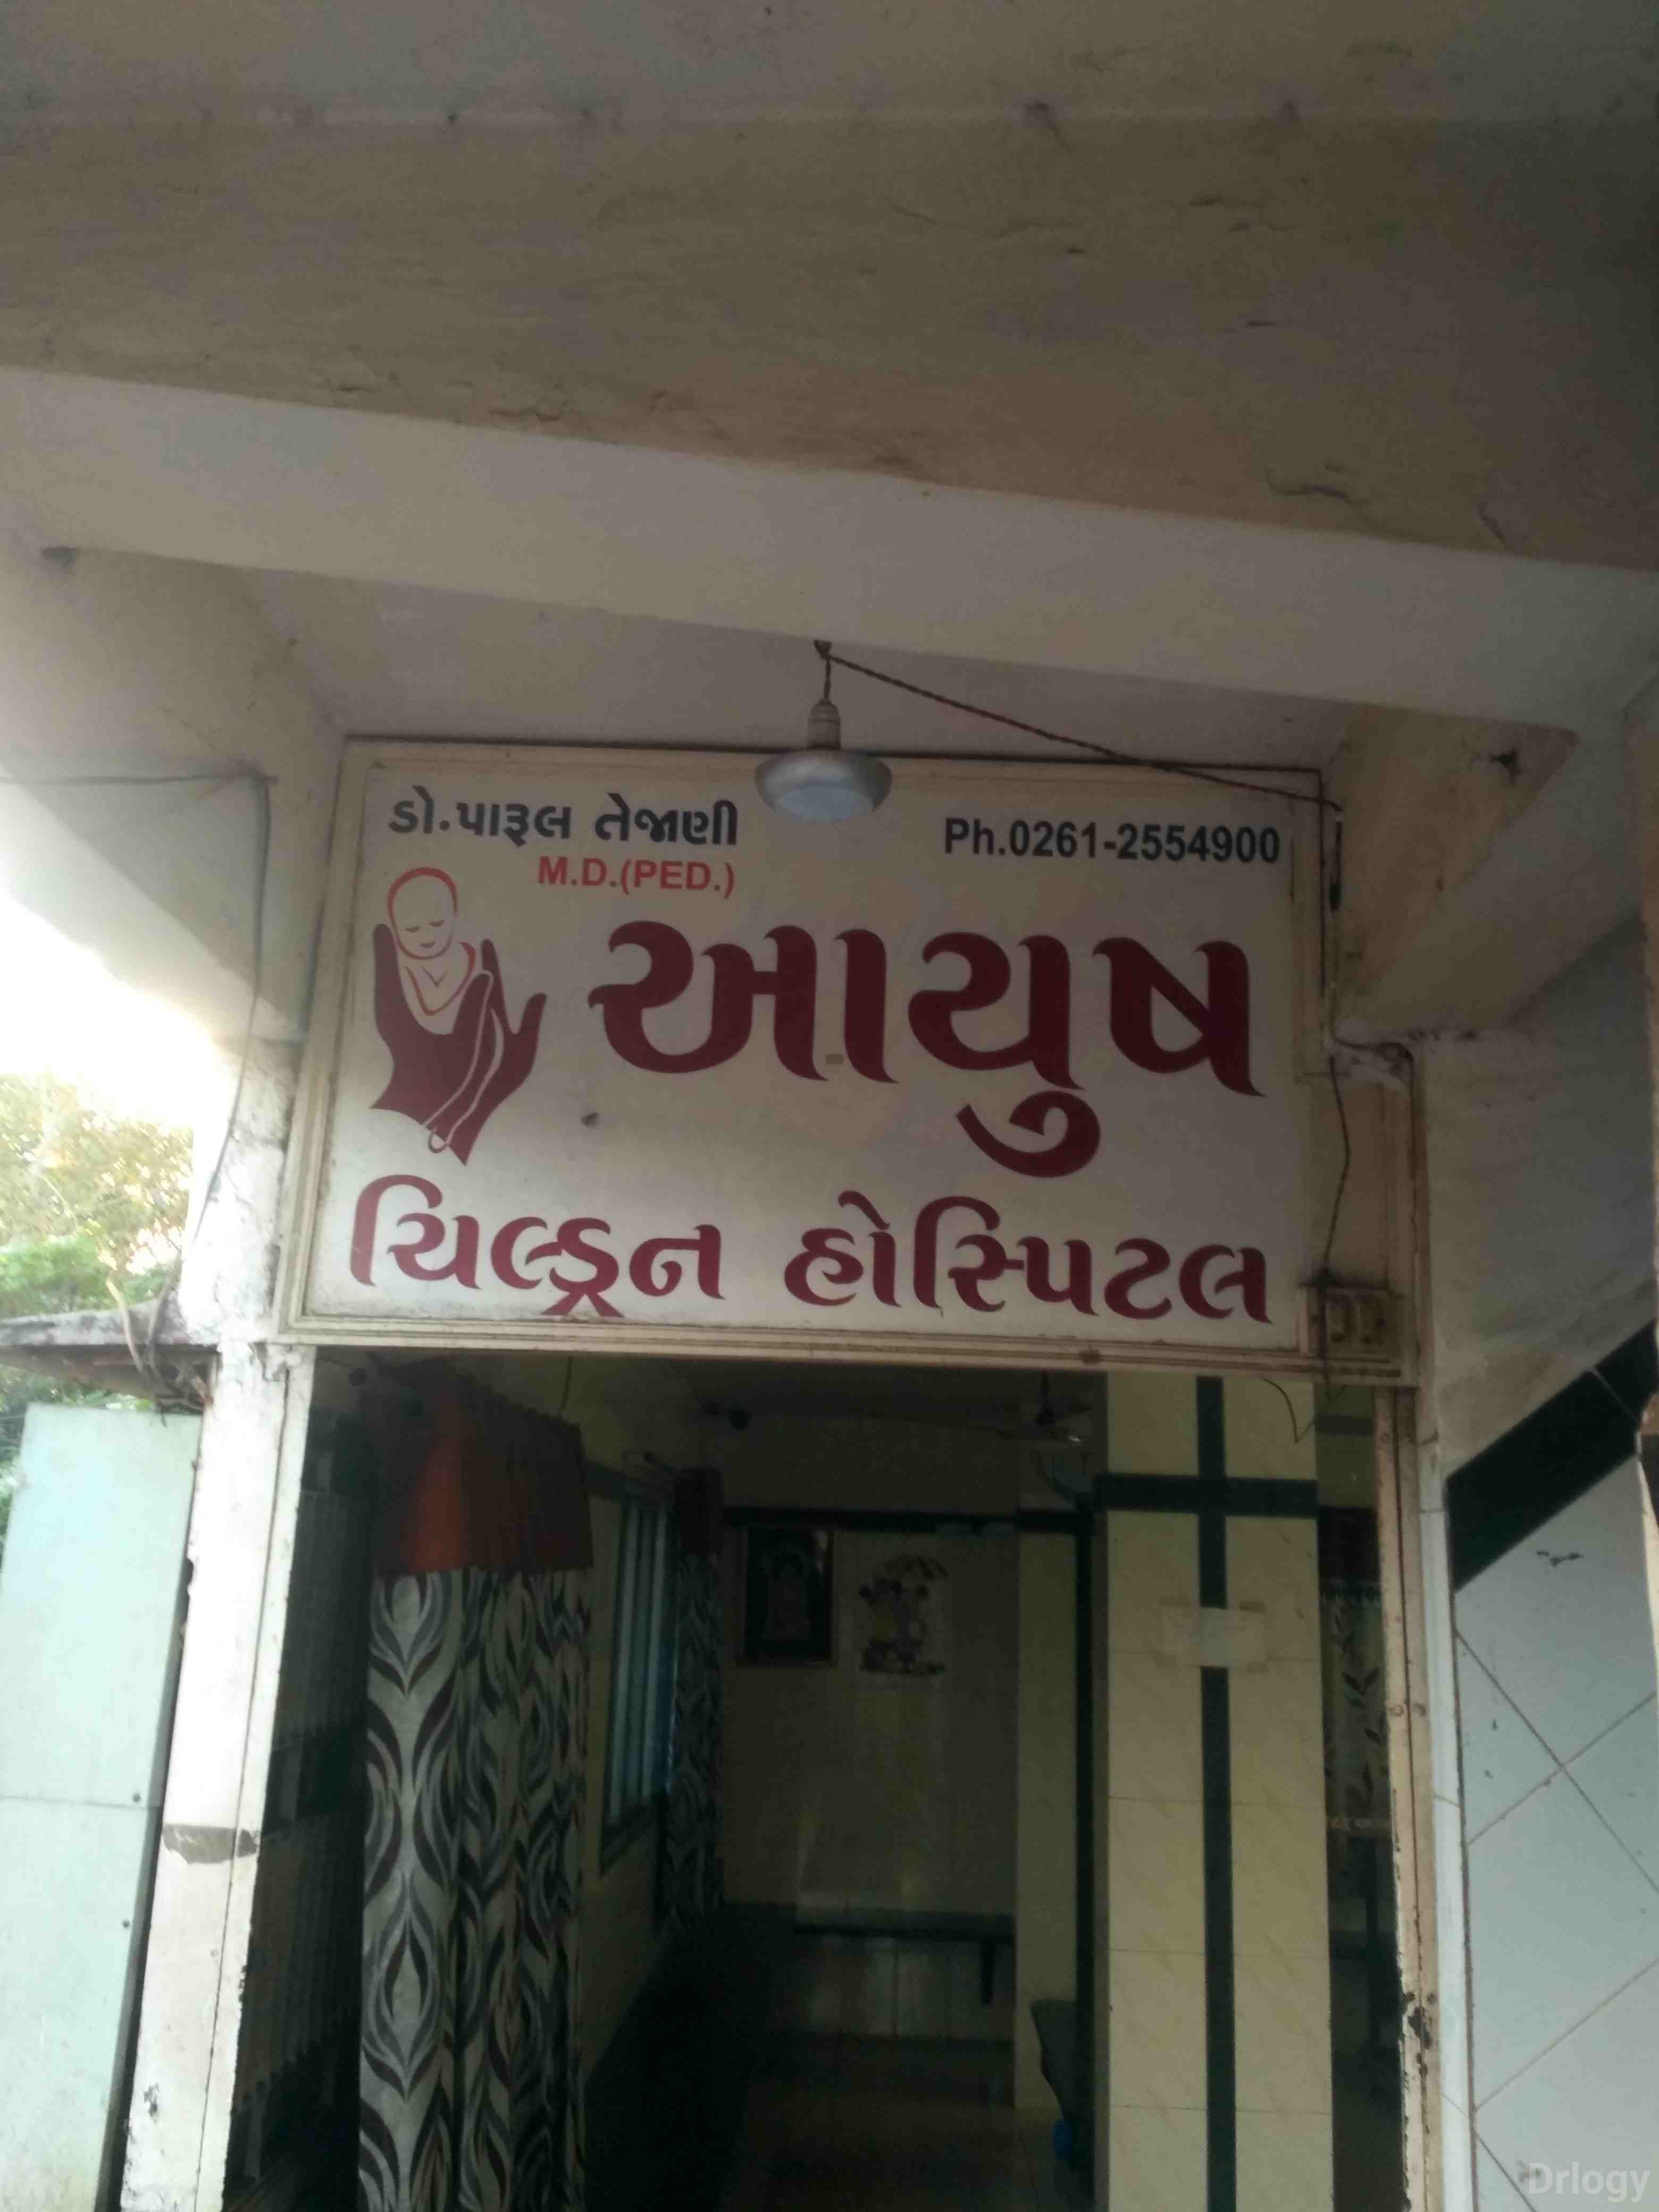 ડો.પારૂલ તેજાણી
M.D.(PED.)
Ph.0261-2554900
આયુષ
ચિલ્ડ્રન હોસ્પિટલ
Drlogy